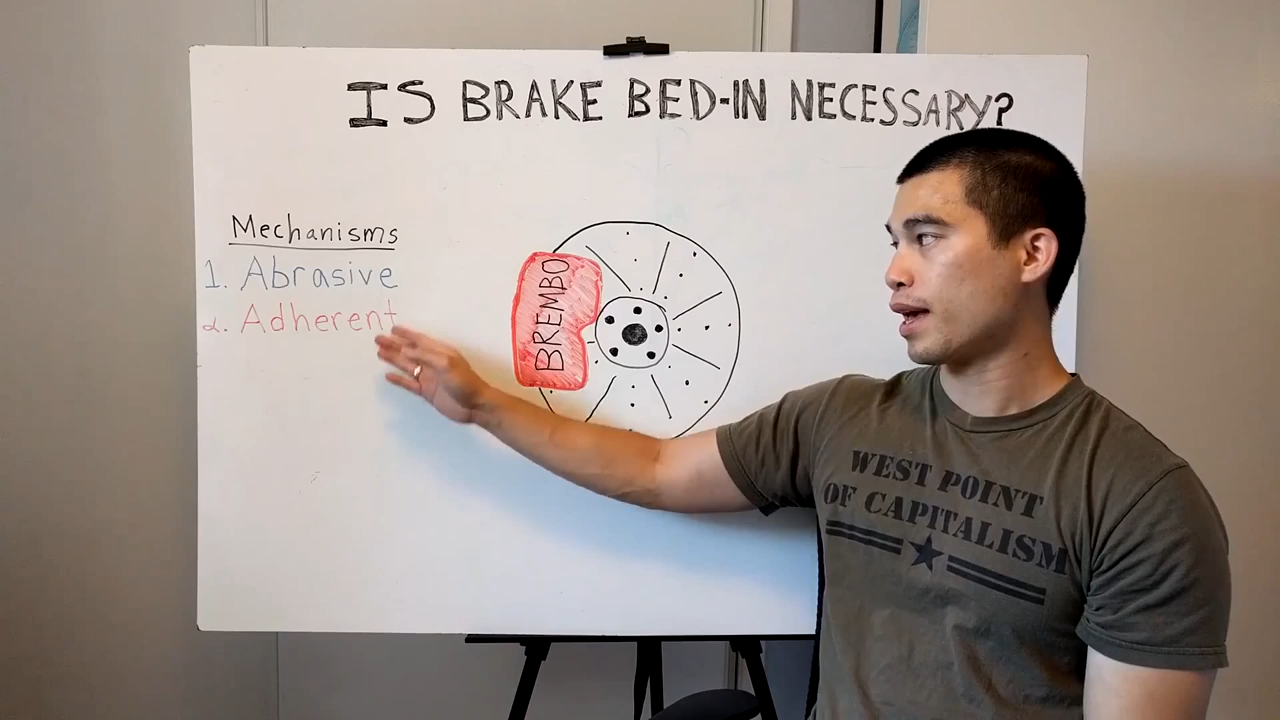 IS BRAKE BED-IN NECESSARY?
Mechanisms
1. Abrasive
2. Adherent
BREMBO
WEST POINT
OF CAPITALISM